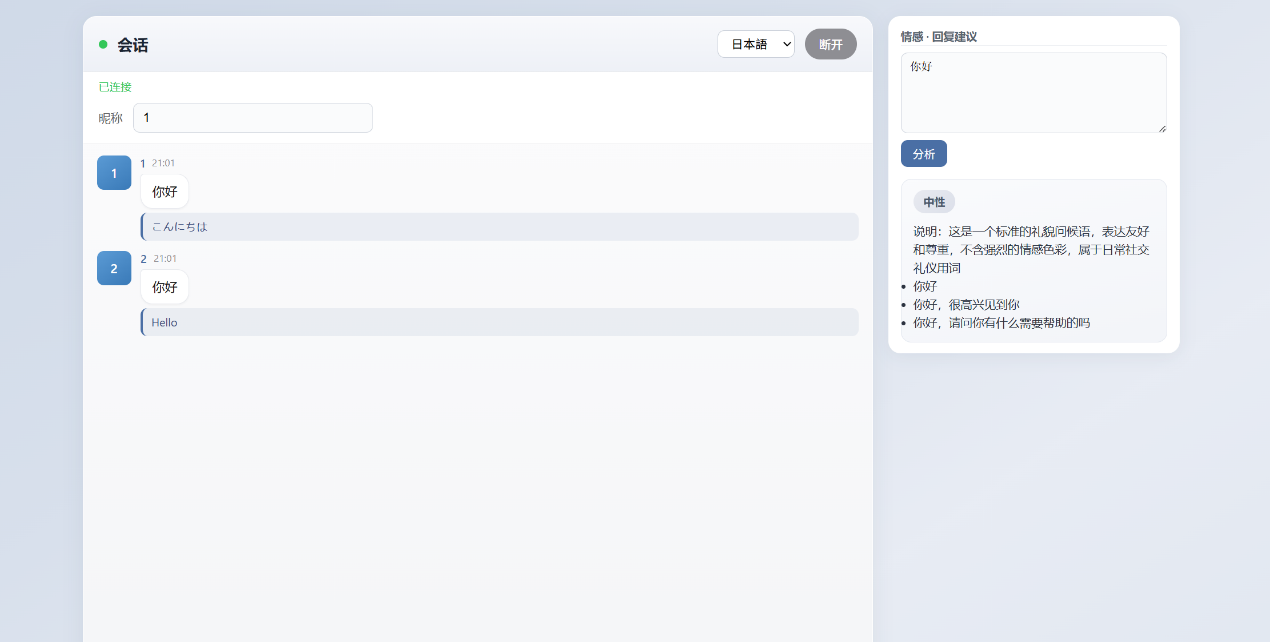 会话
日本語
断开
已连接
昵称
1
1
1 21:01
你好
こんにちは
2
2 21:01
你好
Hello
情感 · 回复建议
你好
分析
中性
说明：这是一个标准的礼貌问候语，表达友好
和尊重，不含强烈的情感色彩，属于日常社交
礼仪用词
你好
你好，很高兴见到你
你好，请问你有什么需要帮助的吗